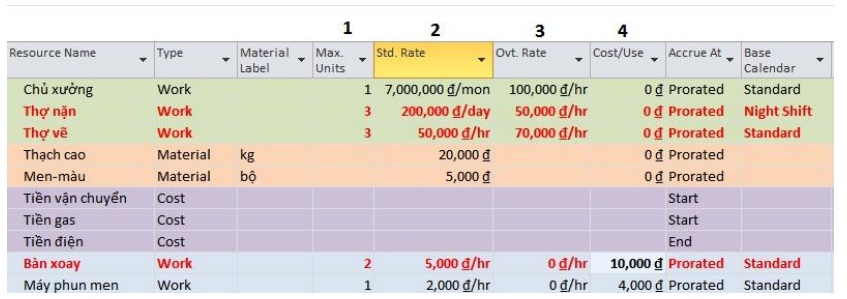 1 2 3 4
Resource Name Type Material Label Max. Units Std. Rate Ovt. Rate Cost/Use Accrue At Base Calendar
Chủ xưởng Work 1 7,000,000 ₫/mon 100,000 ₫/hr 0 ₫ Prorated Standard
Thợ nặn Work 3 200,000 ₫/day 50,000 ₫/hr 0 ₫ Prorated Night Shift
Thợ vẽ Work 3 50,000 ₫/hr 70,000 ₫/hr 0 ₫ Prorated Standard
Thạch cao Material kg 20,000 ₫ 0 ₫ Prorated
Men-màu Material bộ 5,000 ₫ 0 ₫ Prorated
Tiền vận chuyển Cost Start
Tiền gas Cost Start
Tiền điện Cost End
Bàn xoay Work 2 5,000 ₫/hr 0 ₫/hr 10,000 ₫ Prorated Standard
Máy phun men Work 1 2,000 ₫/hr 0 ₫/hr 4,000 ₫ Prorated Standard